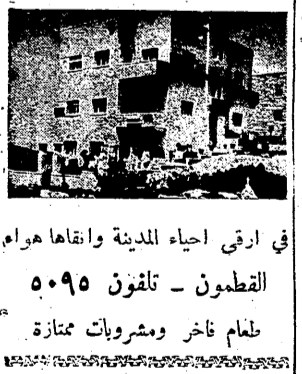 في ارقى احياء المدينة وانقاها هواء
القطمون - تلفون ٥٠٩٥
طعام فاخر ومشروبات ممتازة